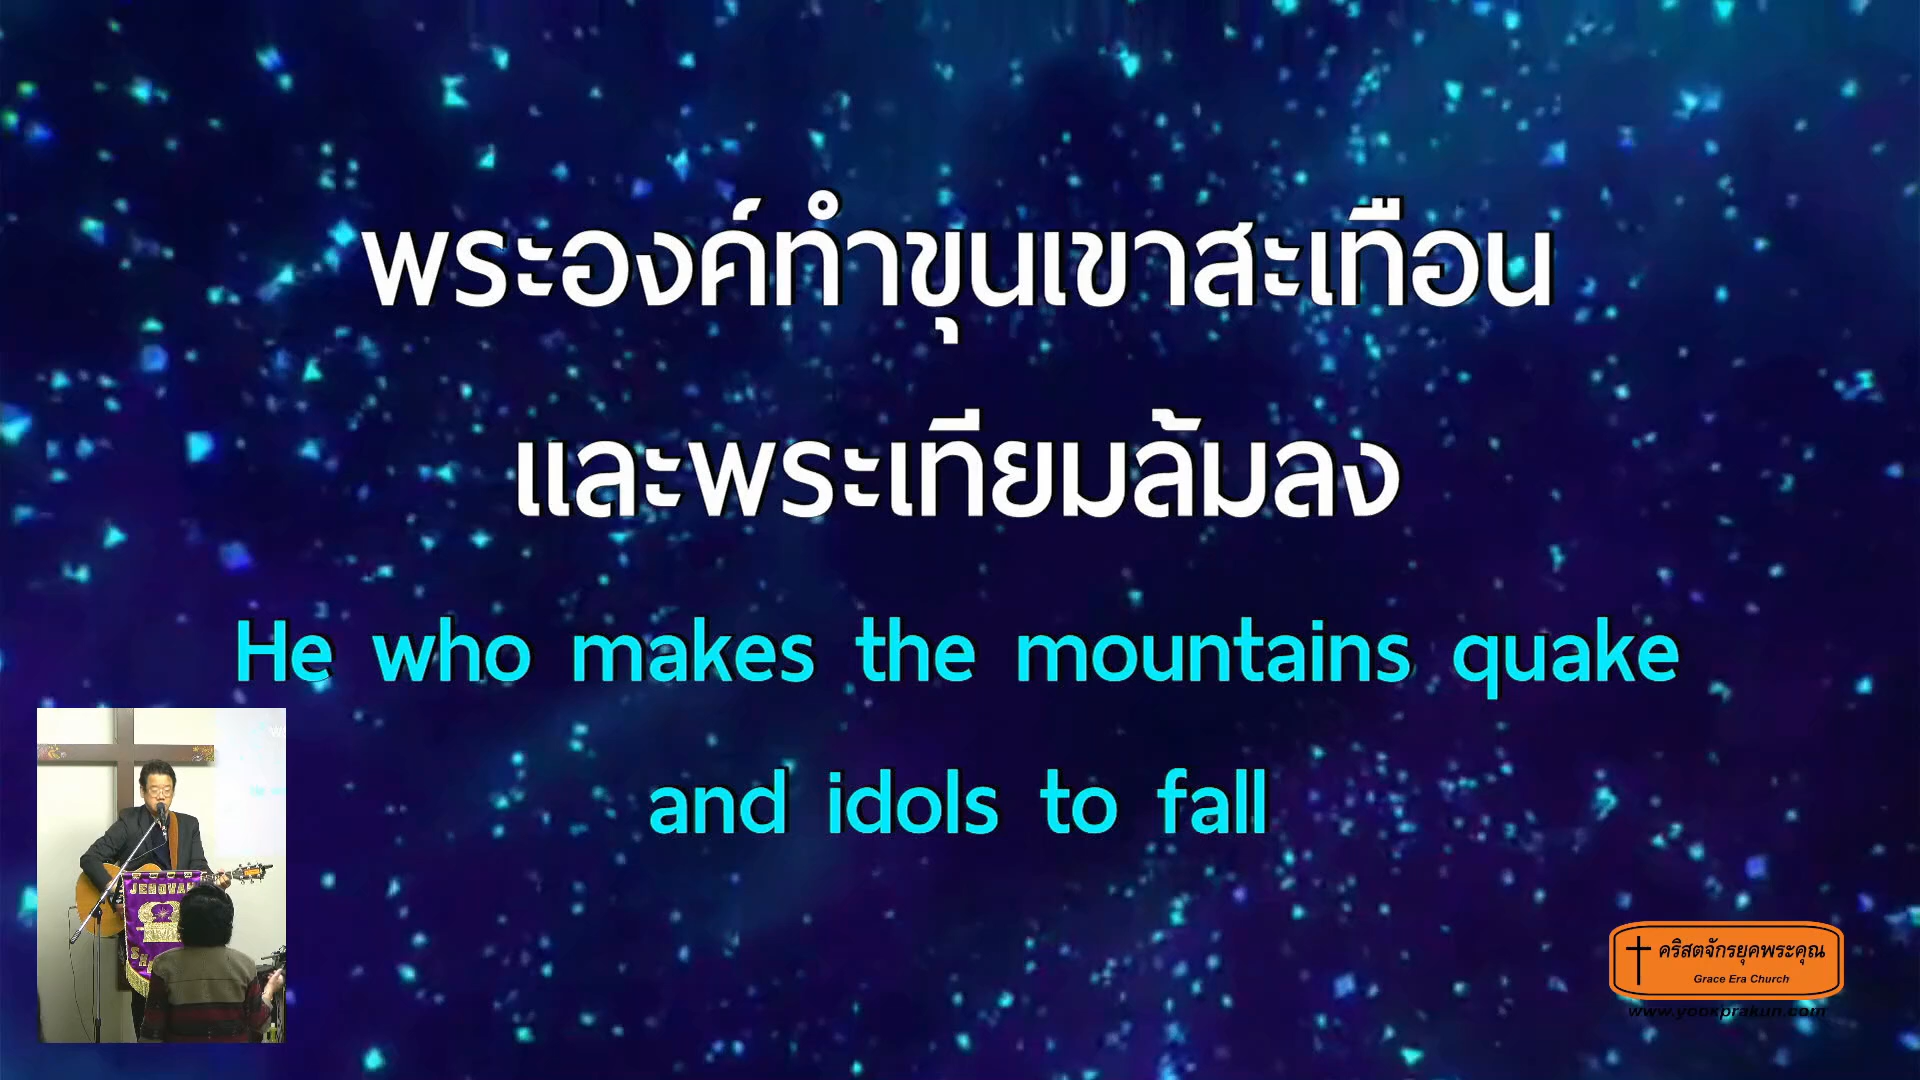 พระองค์ทำขุนเขาสะเทือน
และพระเทียมล้มลง
He who makes the mountains quake
and idols to fall
JEHOVAH
คริสตจักรยุคพระคุณ
Grace Era Church
www.yookprakun.com